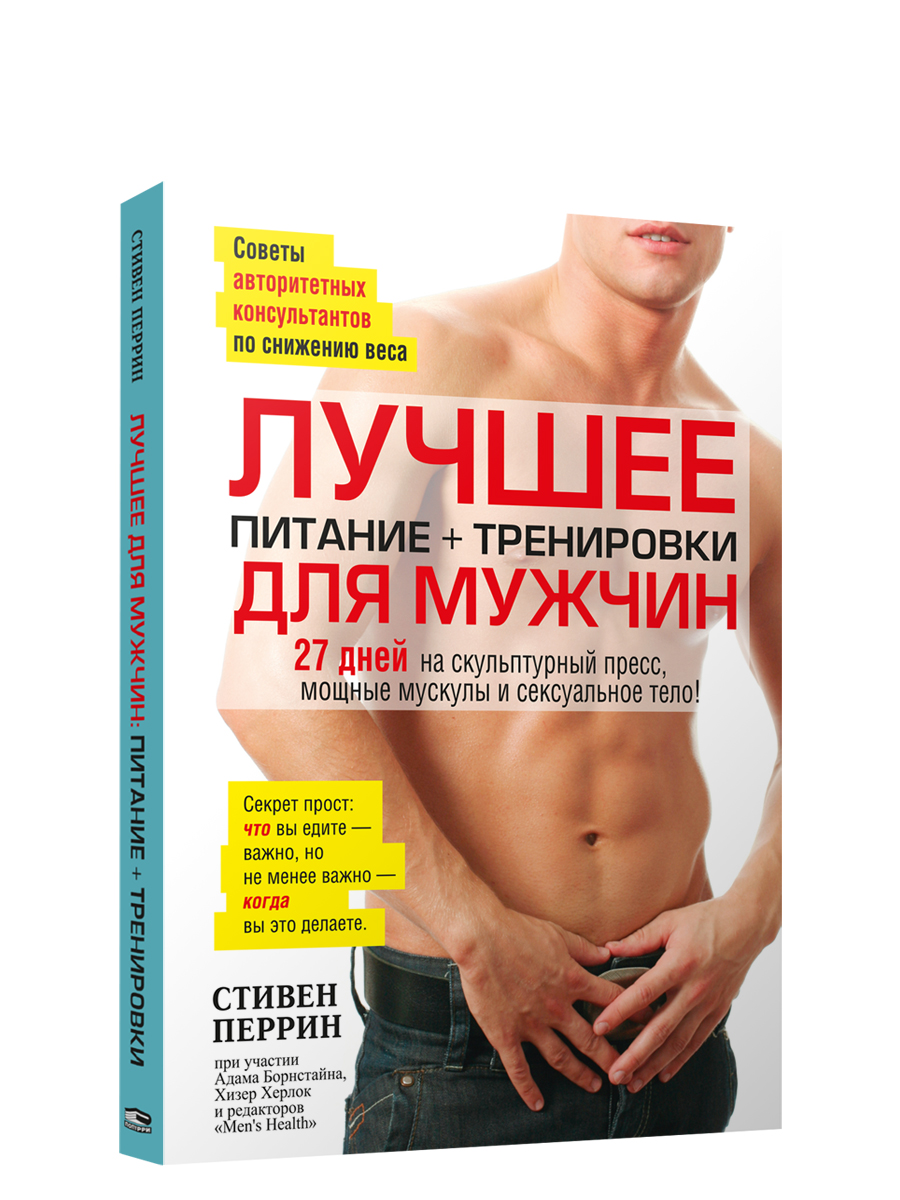 СТИВЕН ПЕРРИН
ЛУЧШЕЕ ДЛЯ МУЖЧИН: ПИТАНИЕ + ТРЕНИРОВКИ
ПОПУРРИ
Советы
авторитетных
консультантов
по снижению веса
ЛУЧШЕЕ
ПИТАНИЕ + ТРЕНИРОВКИ
ДЛЯ МУЖЧИН
27 дней на скульптурный пресс,
мощные мускулы и сексуальное тело!
Секрет прост:
что вы едите —
важно, но
не менее важно —
когда
вы это делаете.
СТИВЕН
ПЕРРИН
при участии
Адама Борнстайна,
Хизер Херлок
и редакторов
«Men's Health»